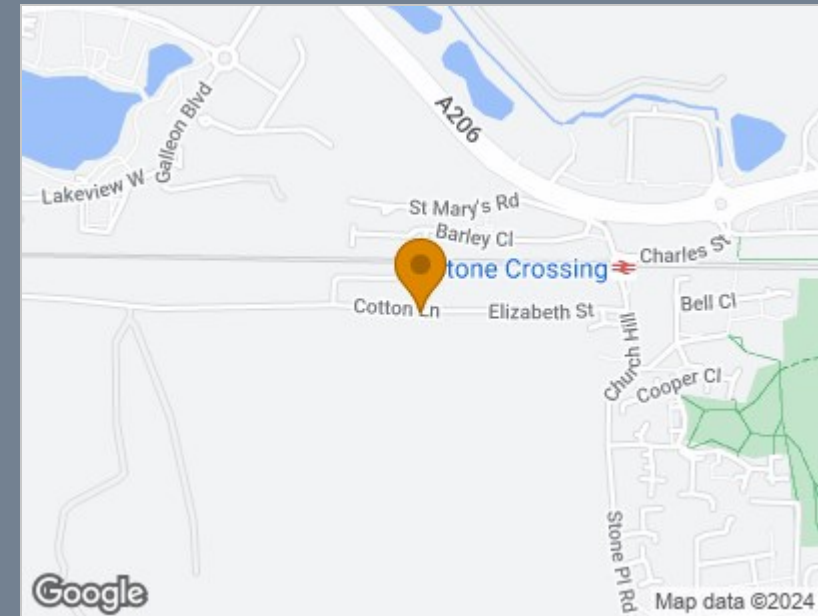 E
Galleon Blvd
A206
Lakeview W
St Mary's Rd
Barley Cl
Charles St
tone Crossing
Bell Cl
Cotton Ln
Elizabeth St
Church Hill
Cooper Cl
Stone Pl Rd
Google
Map data ©2024